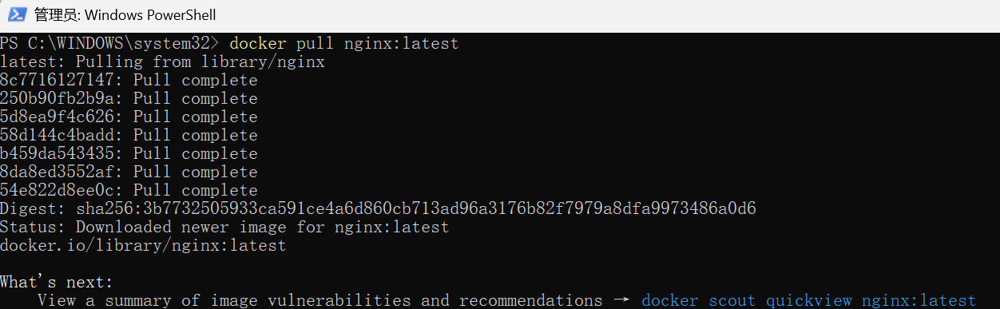 管理员: Windows PowerShell
PS C:\WINDOWS\system32> docker pull nginx:latest
latest: Pulling from library/nginx
8c7716127147: Pull complete
250b90fb2b9a: Pull complete
5d8ea9f4c626: Pull complete
58d144c4badd: Pull complete
b459da543435: Pull complete
8da8ed3552af: Pull complete
54e822d8ee0c: Pull complete
Digest: sha256:3b7732505933ca591ce4a6d860cb713ad96a3176b82f7979a8dfa9973486a0d6
Status: Downloaded newer image for nginx:latest
docker.io/library/nginx:latest
What's next:
View a summary of image vulnerabilities and recommendations → docker scout quickview nginx:latest